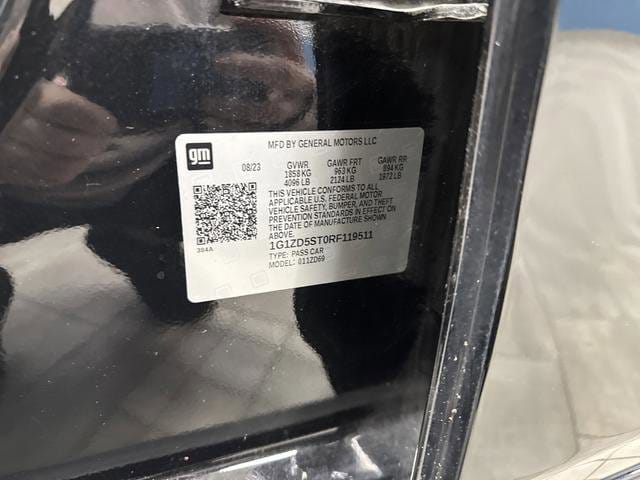 gm
MFD BY GENERAL MOTORS LLC
08/23 GVWR GAWR FRT GAWR RR
1858 KG 963 KG 894 KG
4096 LB 2124 LB 1972 LB
THIS VEHICLE CONFORMS TO ALL
APPLICABLE U.S. FEDERAL MOTOR
VEHICLE SAFETY, BUMPER, AND THEFT
PREVENTION STANDARDS IN EFFECT ON
THE DATE OF MANUFACTURE SHOWN
ABOVE.
384A
1G1ZD5ST0RF119511
TYPE: PASS CAR
MODEL: 011ZD69